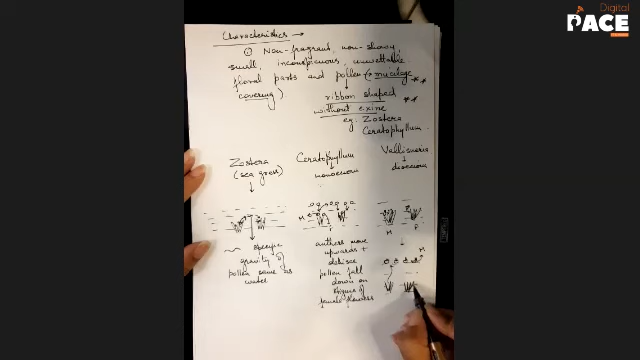 Digital
PACE
Characteristics →
① Non-fragrant, non-showy,
small, inconspicuous, unwettable
floral parts and pollen (→ mucilage
covering) **
ribbon shaped
without exine **
eg. Zostera
Ceratophyllum
Zostera
(sea grass)
Ceratophyllum
monoecious
Vallisneria
dioecious
M
M
F
M
specific
gravity of
pollen same as
water
anthers move
upwards +
dehisce
pollen fall
down on
stigma of
female flowers